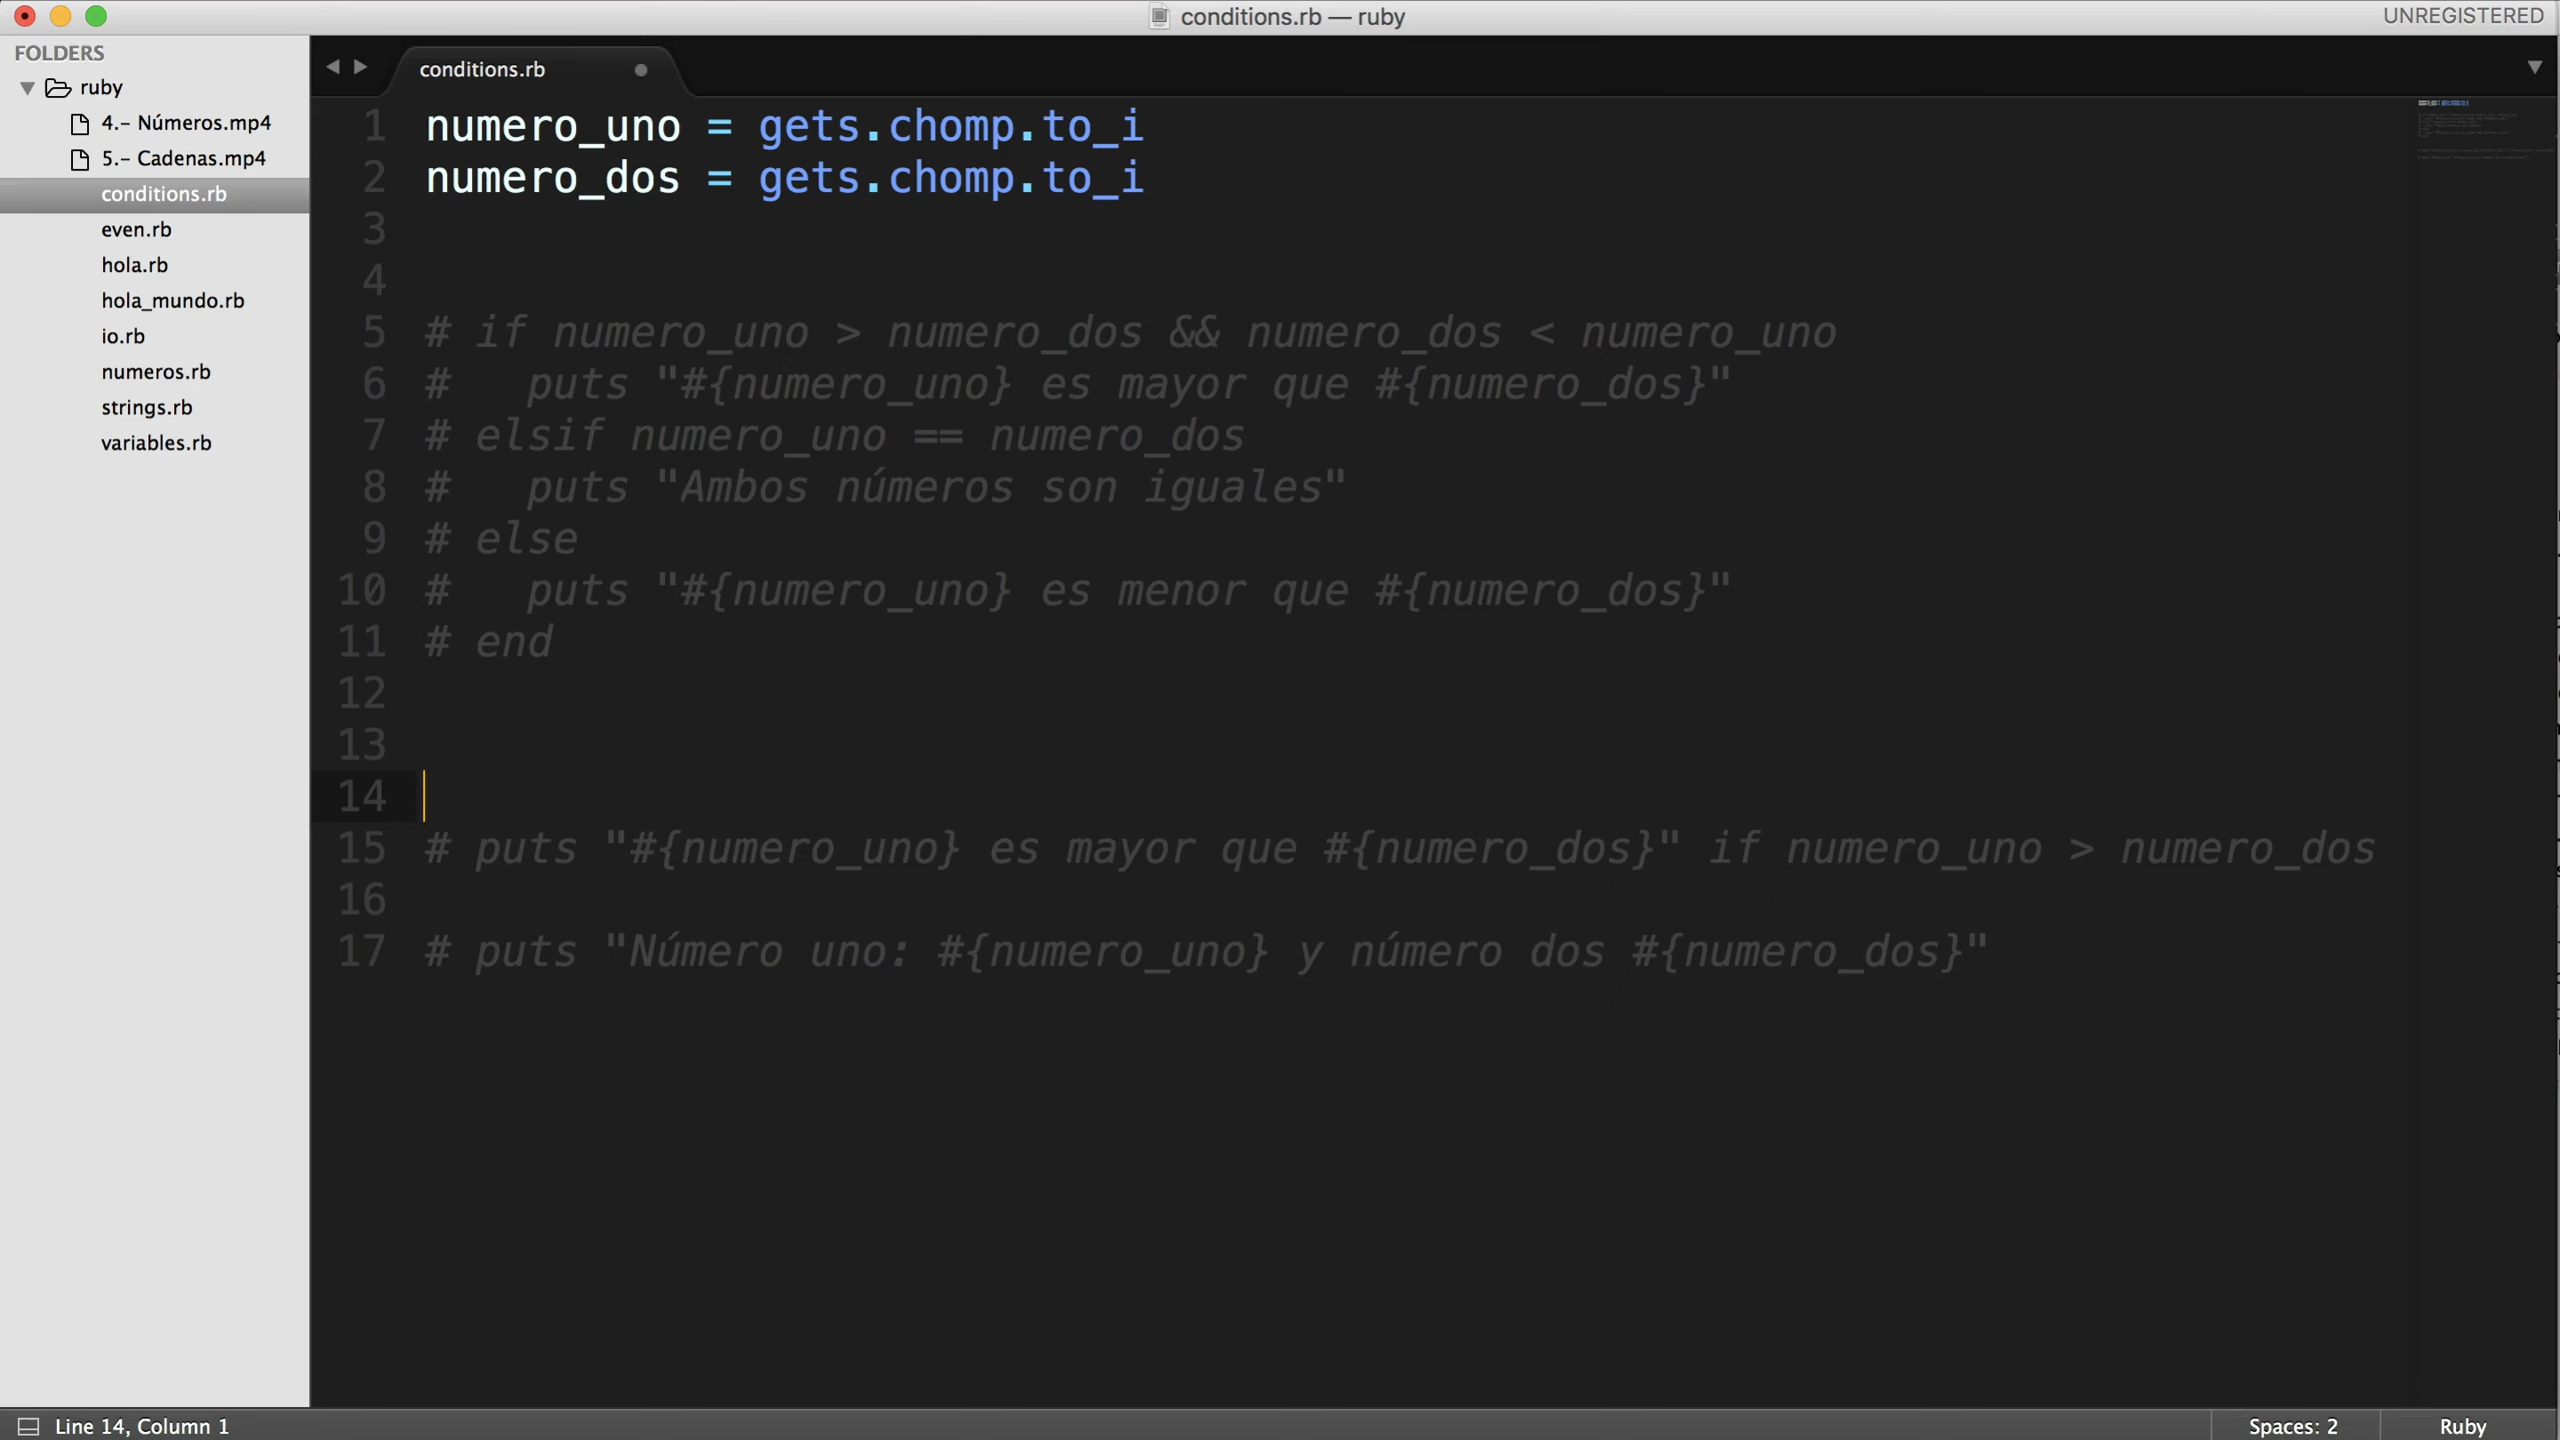 conditions.rb — ruby
UNREGISTERED
FOLDERS
ruby
4.- Números.mp4
5.- Cadenas.mp4
conditions.rb
even.rb
hola.rb
hola_mundo.rb
io.rb
numeros.rb
strings.rb
variables.rb
conditions.rb
1 numero_uno = gets.chomp.to_i
2 numero_dos = gets.chomp.to_i
3
4
5 # if numero_uno > numero_dos && numero_dos < numero_uno
6 #   puts "#{numero_uno} es mayor que #{numero_dos}"
7 # elsif numero_uno == numero_dos
8 #   puts "Ambos números son iguales"
9 # else
10 #   puts "#{numero_uno} es menor que #{numero_dos}"
11 # end
12
13
14
15 # puts "#{numero_uno} es mayor que #{numero_dos}" if numero_uno > numero_dos
16
17 # puts "Número uno: #{numero_uno} y número dos #{numero_dos}"
Line 14, Column 1
Spaces: 2
Ruby